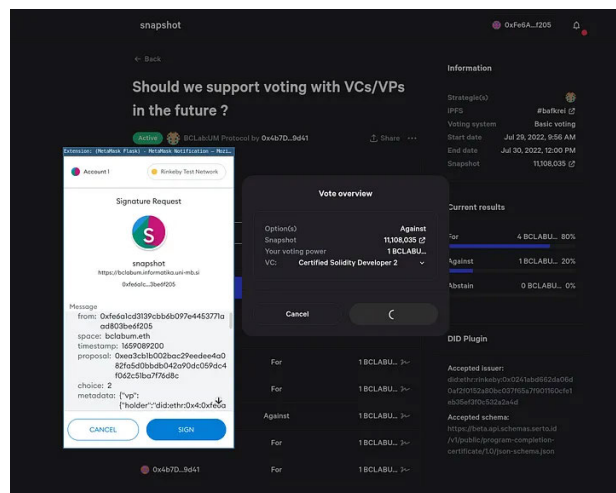 snapshot
0xFe6A...f205
← Back
Should we support voting with VCs/VPs
in the future ?
Active
BCLab:UM Protocol by 0x4b7D...9d41
Share
Information
Strategie(s)
IPFS #bafkrei
Voting system Basic voting
Start date Jul 29, 2022, 9:56 AM
End date Jul 30, 2022, 12:00 PM
Snapshot 11,108,035
Current results
For 4 BCLABU... 80%
Against 1 BCLABU... 20%
Abstain 0 BCLABU... 0%
DID Plugin
Accepted issuer:
Accepted schema:
https://beta.api.schemas.serto.id
/v1/public/program-completion-
certificate/1.0/json-schema.json
Extension: (MetaMask Flask) - MetaMask Notification — Mozi...
Account 1
Rinkeby Test Network
Signature Request
S
snapshot
https://bclabum.informatika.uni-mb.si
0xfe6a1c...3be6f205
Message
from: 0xfe6a1cd3139cbb6b097e4453771a
ad803be6f205
space: bclabum.eth
timestamp: 1659089200
proposal: 0xea3cb1b002bac29eedee4a0
82fa5d0bbdb042a90dc059dc4
f062c51ba7f76d8c
choice: 2
metadata: {"vp":
{"holder":"did:ethr:0x4:0xfe6a
CANCEL
SIGN
Vote overview
Option(s) Against
Snapshot 11,108,035
Your voting power 1 BCLABU...
VC: Certified Solidity Developer 2
Cancel
For 1 BCLABU...
For 1 BCLABU...
Against 1 BCLABU...
For 1 BCLABU...
0x4b7D...9d41 For 1 BCLABU...